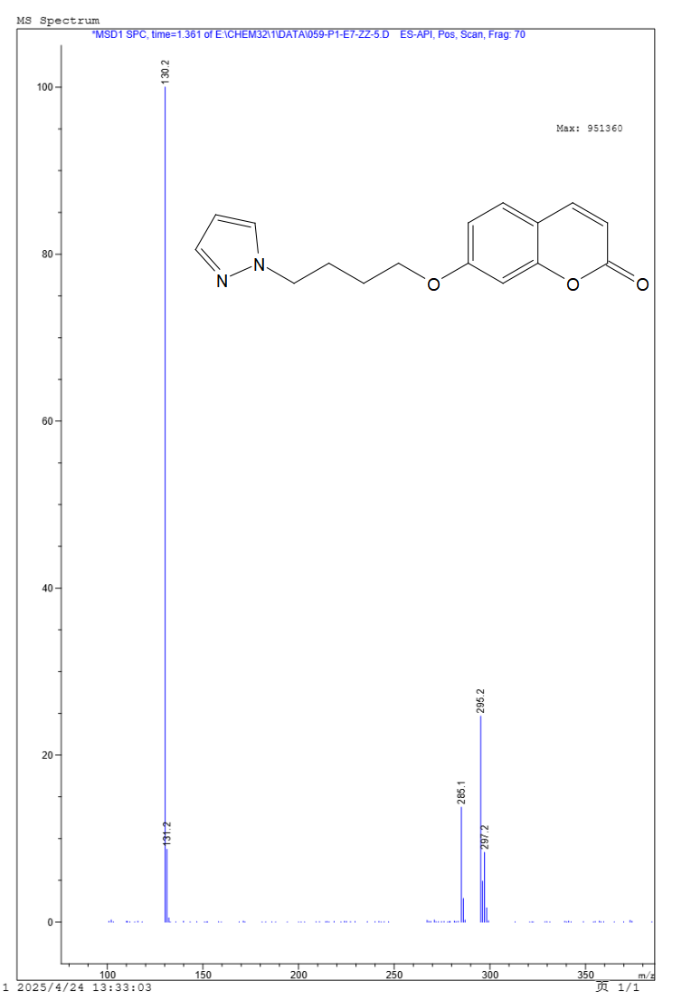 MS Spectrum
*MSD1 SPC, time=1.361 of E:\CHEM32\1\DATA\059-P1-E7-ZZ-5.D    ES-API, Pos, Scan, Frag: 70
130.2
100
Max: 951360
80
N
N
O
O
O
60
40
295.2
20
285.1
297.2
131.2
0
100 150 200 250 300 350 m/z
1 2025/4/24 13:33:03 页 1/1